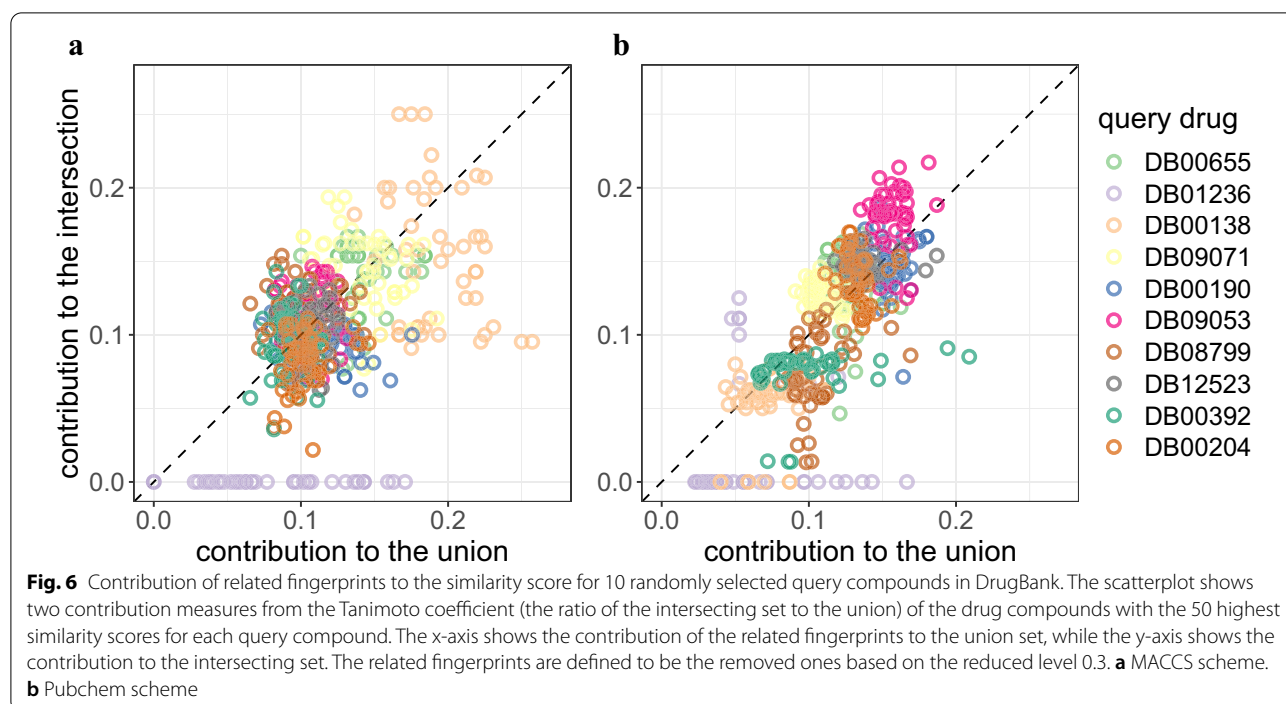 a
b
contribution to the intersection
0.2
0.1
0.0
0.0
0.1
0.2
contribution to the union
0.0
0.1
0.2
contribution to the union
query drug
DB00655
DB01236
DB00138
DB09071
DB00190
DB09053
DB08799
DB12523
DB00392
DB00204
Fig. 6 Contribution of related fingerprints to the similarity score for 10 randomly selected query compounds in DrugBank. The scatterplot shows
two contribution measures from the Tanimoto coefficient (the ratio of the intersecting set to the union) of the drug compounds with the 50 highest
similarity scores for each query compound. The x-axis shows the contribution of the related fingerprints to the union set, while the y-axis shows the
contribution to the intersecting set. The related fingerprints are defined to be the removed ones based on the reduced level 0.3. a MACCS scheme.
b Pubchem scheme